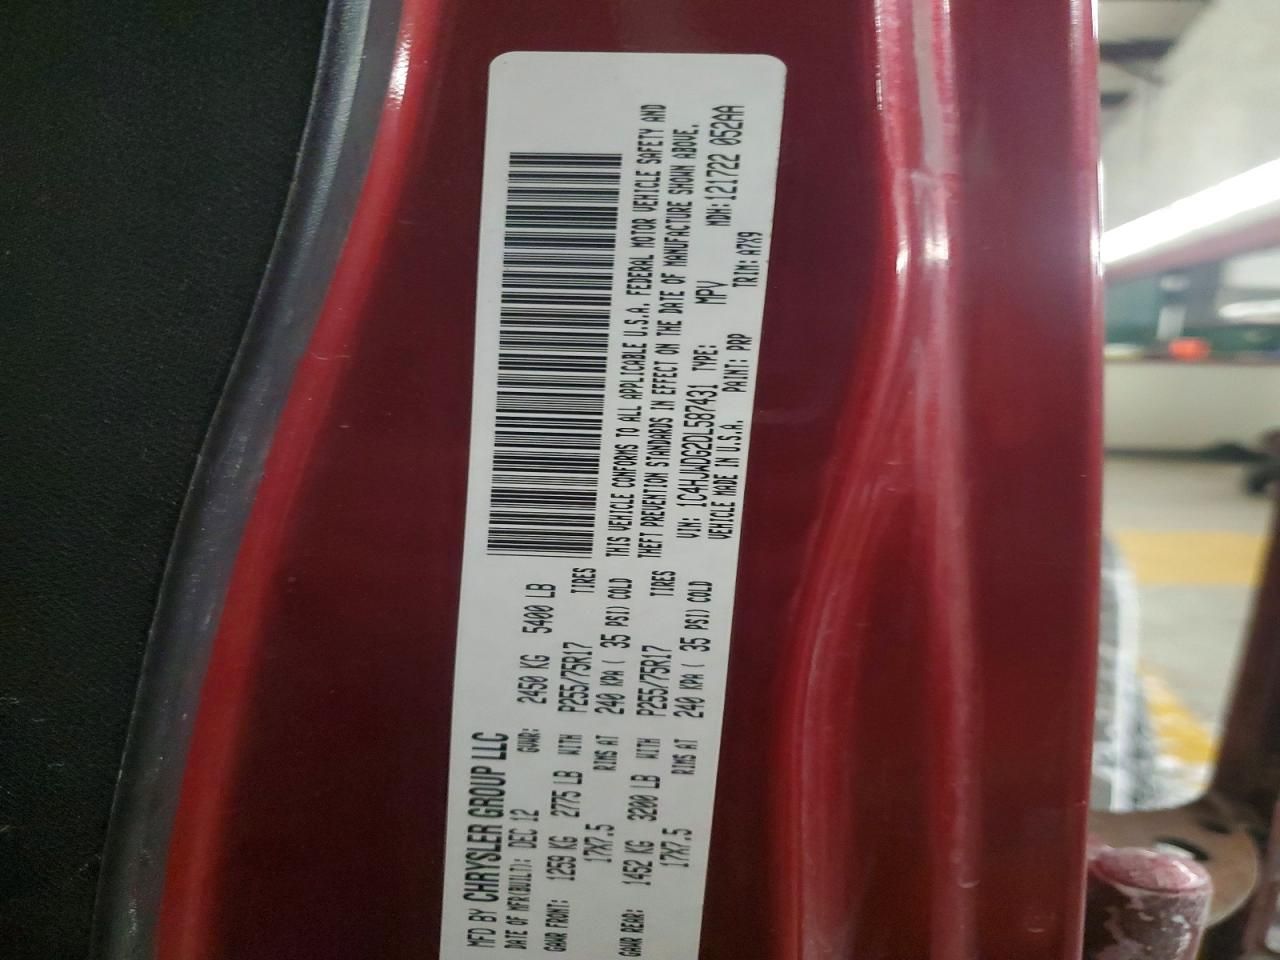 MFD BY CHRYSLER GROUP LLC
DATE OF MFR(BUILT): DEC 12 GVWR: 2450 KG 5400 LB
GAWR FRONT: 1259 KG 2775 LB WITH P255/75R17 TIRES
17X7.5 RIMS AT 240 KPA ( 35 PSI) COLD
GAWR REAR: 1452 KG 3200 LB WITH P255/75R17 TIRES
17X7.5 RIMS AT 240 KPA ( 35 PSI) COLD
THIS VEHICLE CONFORMS TO ALL APPLICABLE U.S.A. FEDERAL MOTOR VEHICLE SAFETY AND
THEFT PREVENTION STANDARDS IN EFFECT ON THE DATE OF MANUFACTURE SHOWN ABOVE.
VIN: 1C4HJWDG2DL587431 TYPE: MPV MDH: 121722 052AA
VEHICLE MADE IN U.S.A. PAINT: PRP TRIM: A7X9